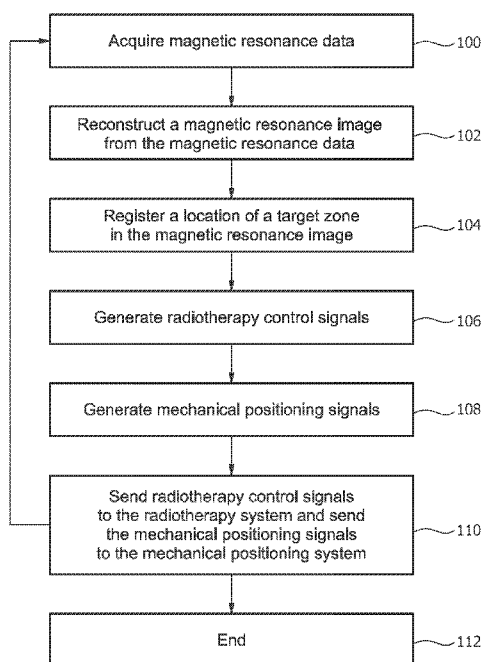 Acquire magnetic resonance data
100
Reconstruct a magnetic resonance image
from the magnetic resonance data
102
Register a location of a target zone
in the magnetic resonance image
104
Generate radiotherapy control signals
106
Generate mechanical positioning signals
108
Send radiotherapy control signals
to the radiotherapy system and send
the mechanical positioning signals
to the mechanical positioning system
110
End
112